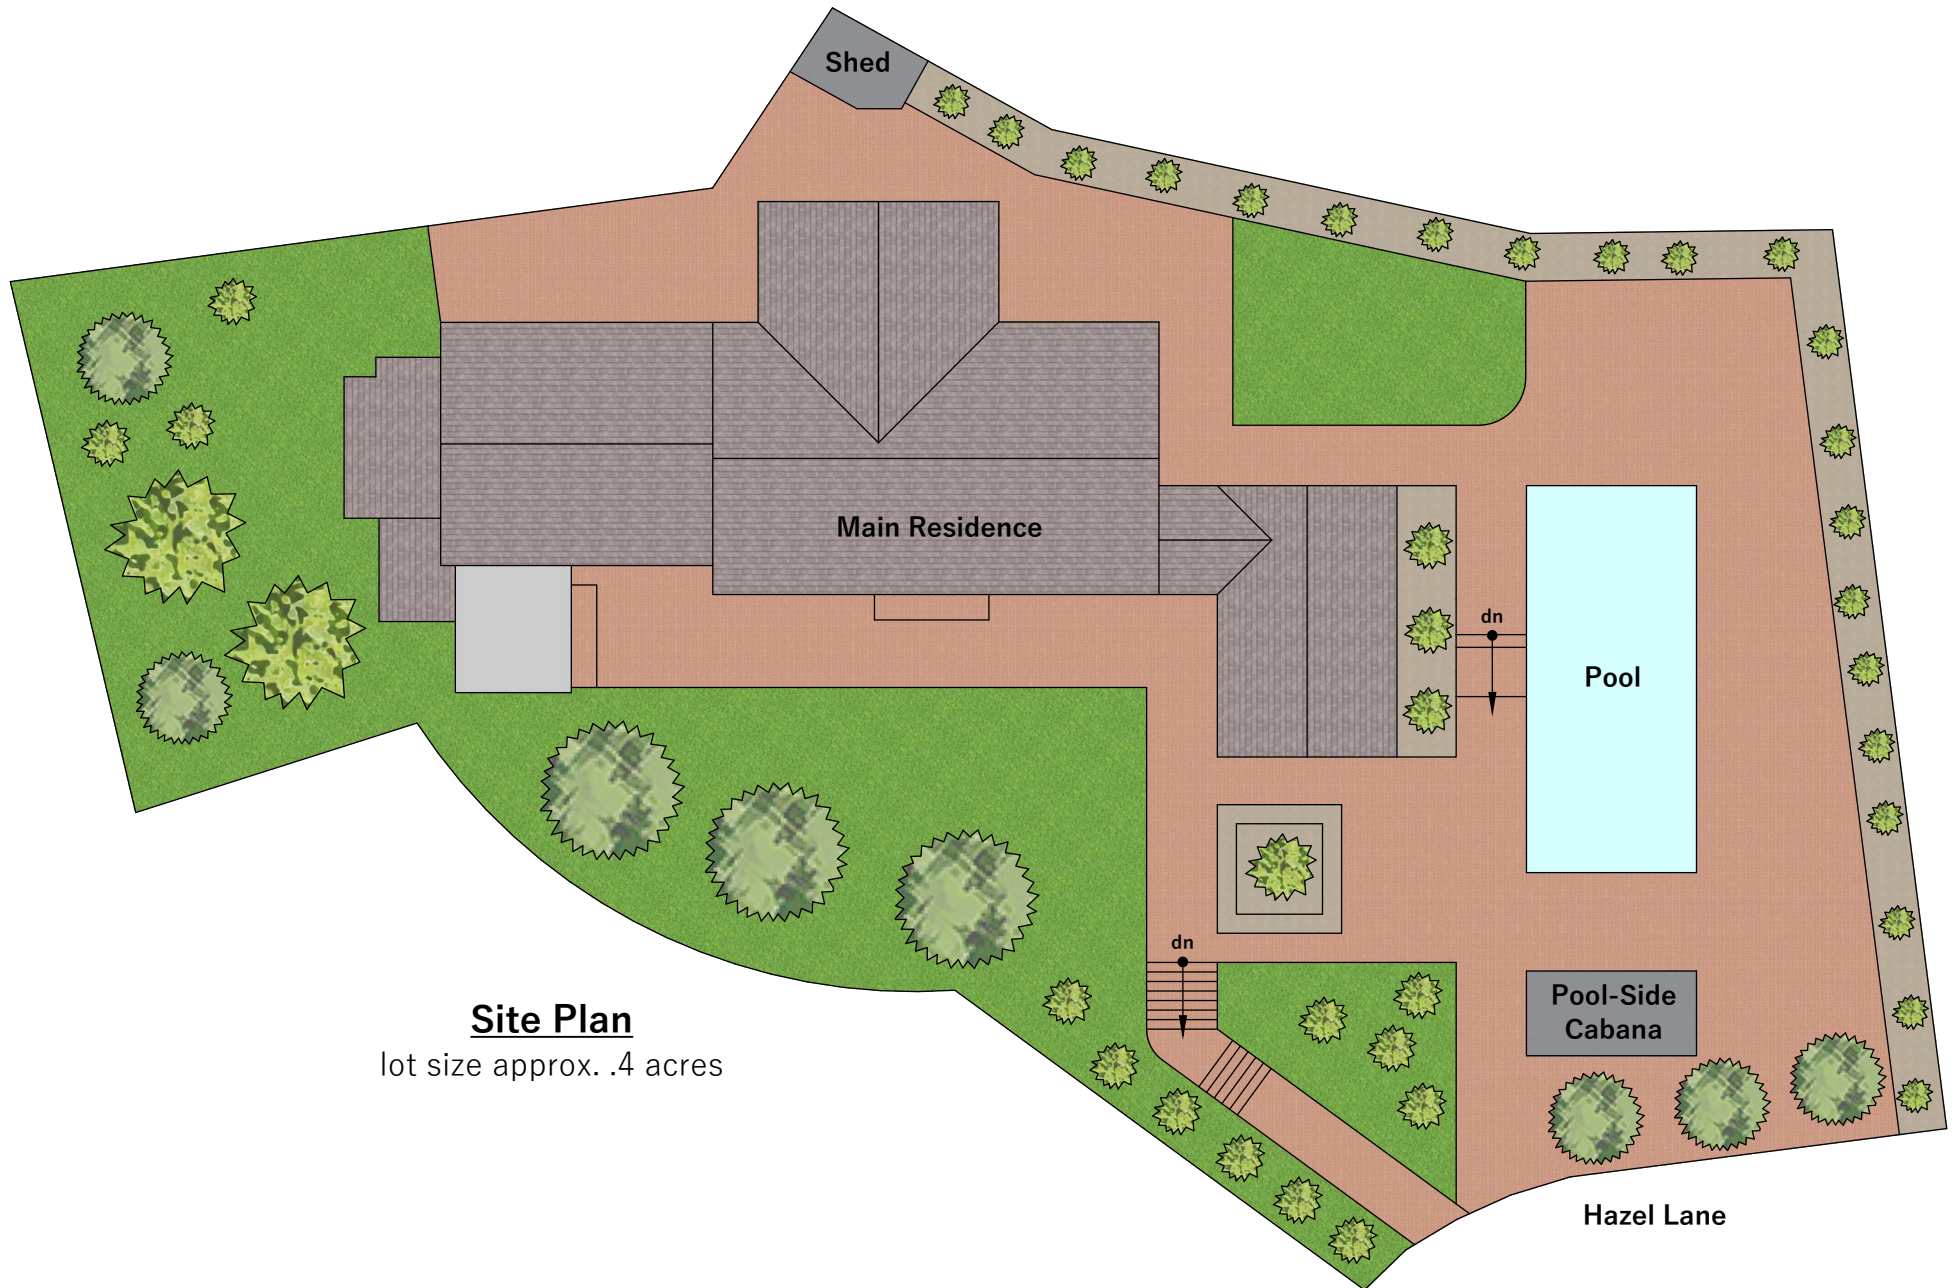 Shed
Main Residence
dn
Pool
dn
Pool-Side
Cabana
Site Plan
lot size approx. .4 acres
Hazel Lane